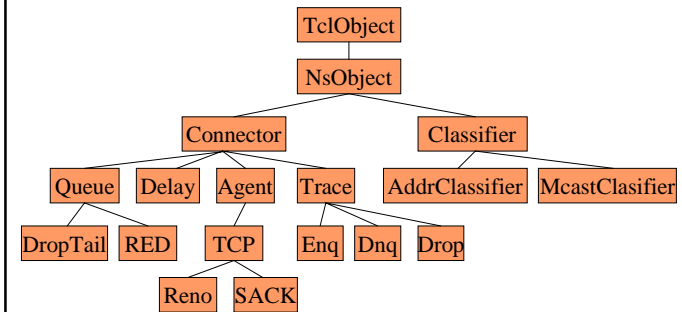 TclObject
NsObject
Connector Classifier
Queue Delay Agent Trace AddrClassifier McastClasifier
DropTail RED TCP Enq Dnq Drop
Reno SACK